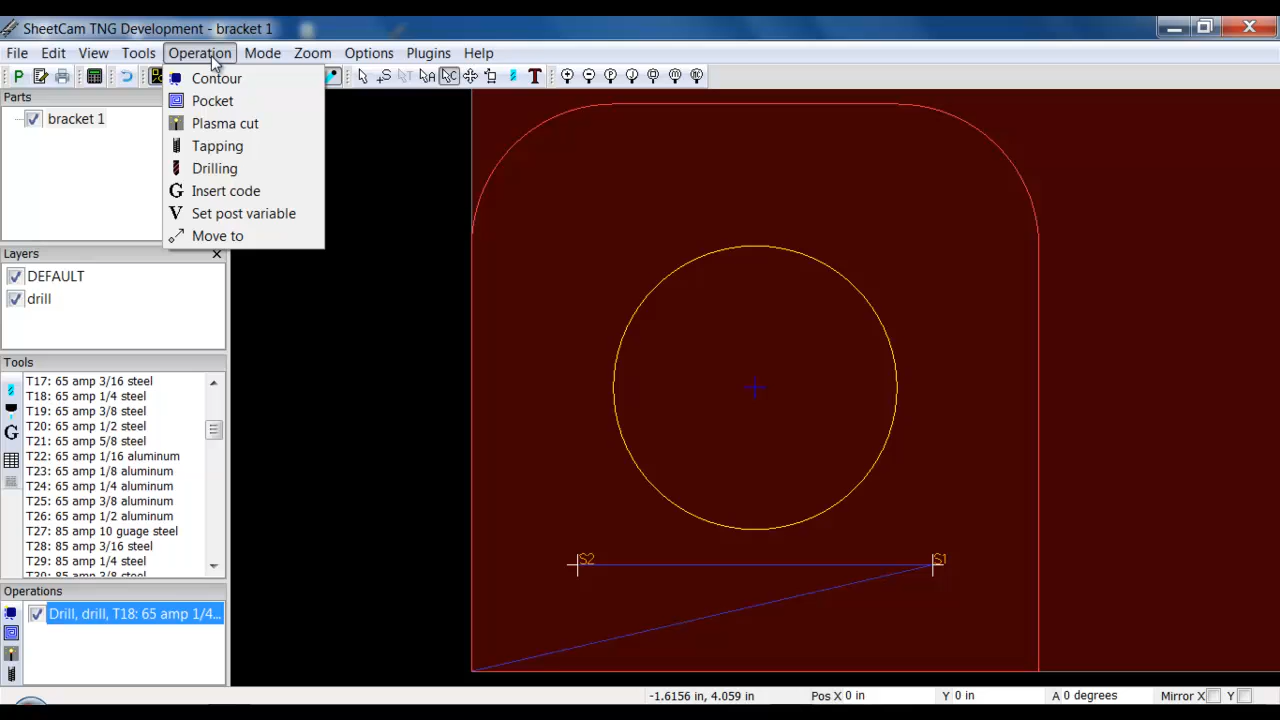 SheetCam TNG Development - bracket 1
File Edit View Tools Operation Mode Zoom Options Plugins Help
Parts
bracket 1
Contour
Pocket
Plasma cut
Tapping
Drilling
Insert code
Set post variable
Move to
Layers
DEFAULT
drill
Tools
T17: 65 amp 3/16 steel
T18: 65 amp 1/4 steel
T19: 65 amp 3/8 steel
T20: 65 amp 1/2 steel
T21: 65 amp 5/8 steel
T22: 65 amp 1/16 aluminum
T23: 65 amp 1/8 aluminum
T24: 65 amp 1/4 aluminum
T25: 65 amp 3/8 aluminum
T26: 65 amp 1/2 aluminum
T27: 85 amp 10 guage steel
T28: 85 amp 3/16 steel
T29: 85 amp 1/4 steel
T30: 85 amp 3/8 steel
S2 S1
Operations
Drill, drill, T18: 65 amp 1/4...
-1.6156 in, 4.059 in Pos X 0 in Y 0 in A 0 degrees Mirror X Y